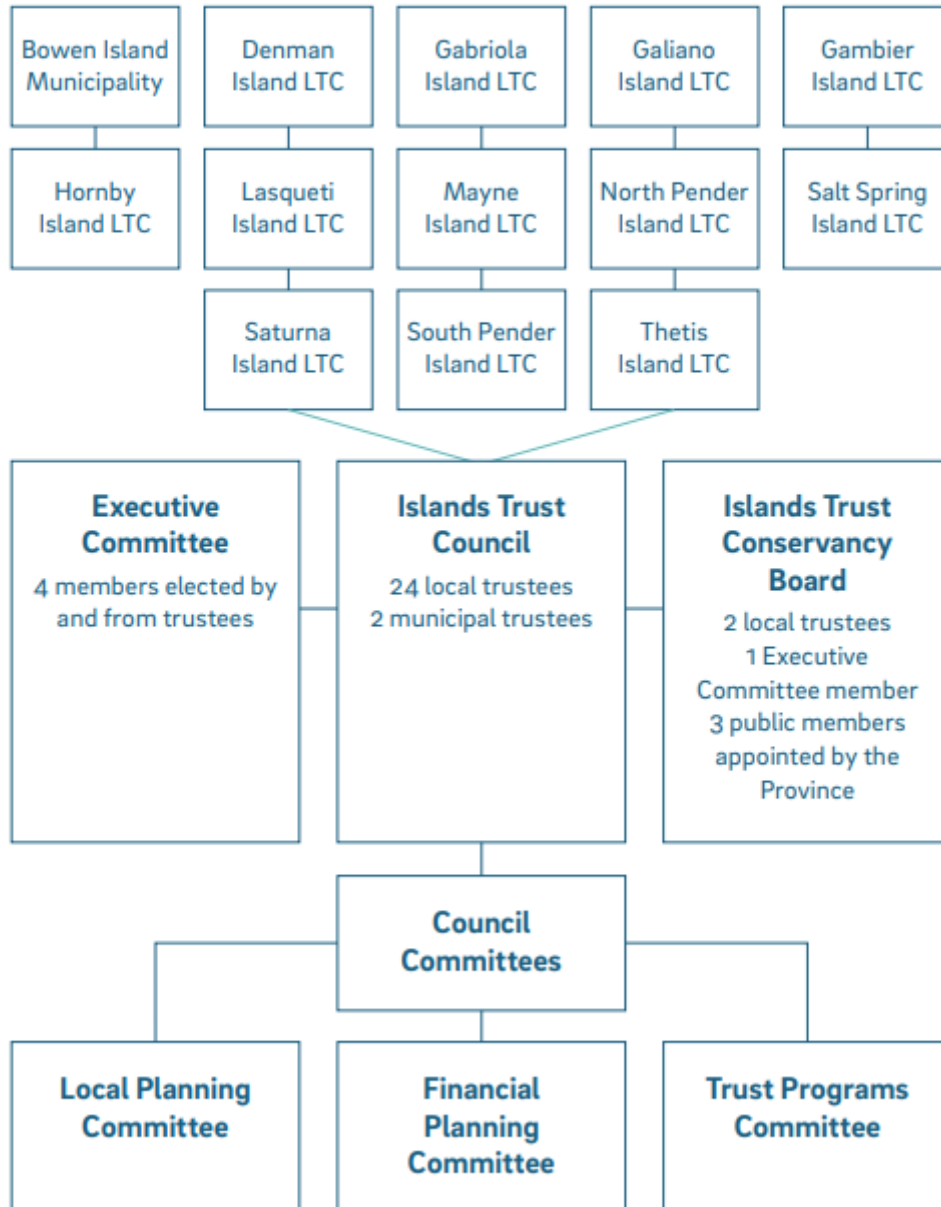 Bowen Island
Municipality
Denman
Island LTC
Gabriola
Island LTC
Galiano
Island LTC
Gambier
Island LTC
Hornby
Island LTC
Lasqueti
Island LTC
Mayne
Island LTC
North Pender
Island LTC
Salt Spring
Island LTC
Saturna
Island LTC
South Pender
Island LTC
Thetis
Island LTC
Executive
Committee
4 members elected by
and from trustees
Islands Trust
Council
24 local trustees
2 municipal trustees
Islands Trust
Conservancy
Board
2 local trustees
1 Executive
Committee member
3 public members
appointed by the
Province
Council
Committees
Local Planning
Committee
Financial
Planning
Committee
Trust Programs
Committee